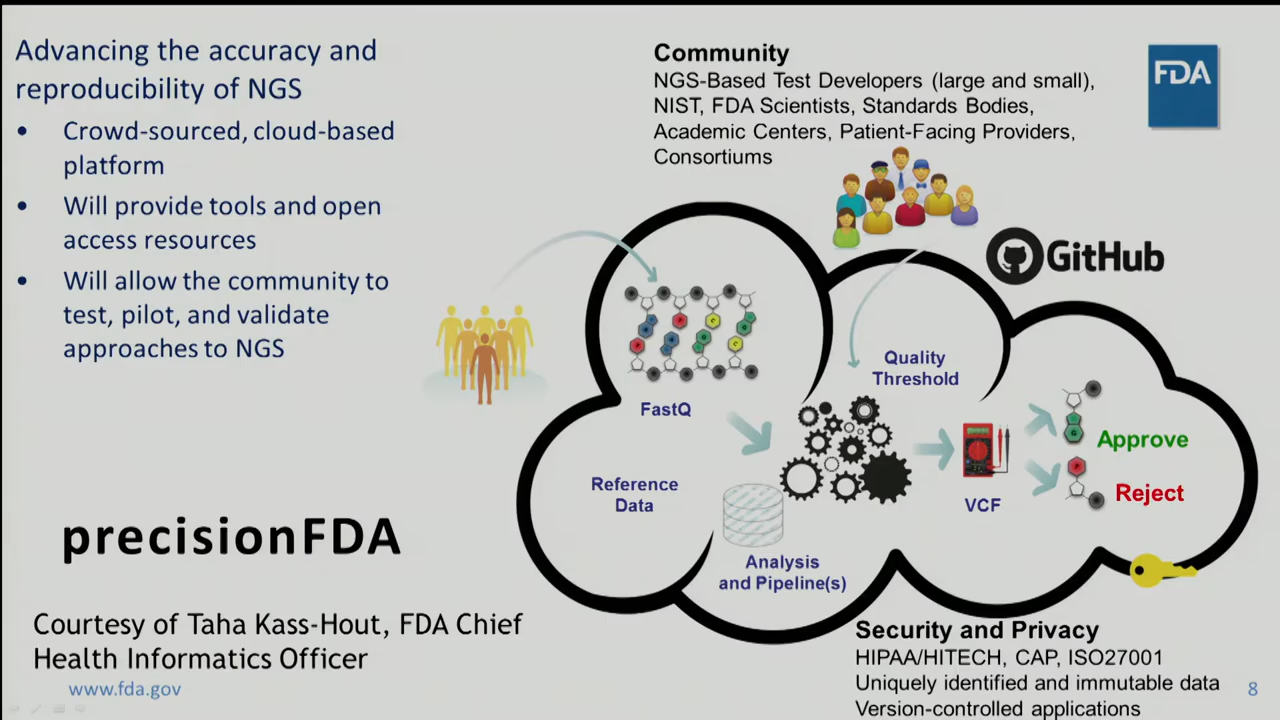 Advancing the accuracy and
reproducibility of NGS
• Crowd-sourced, cloud-based
platform
• Will provide tools and open
access resources
• Will allow the community to
test, pilot, and validate
approaches to NGS
precisionFDA
Courtesy of Taha Kass-Hout, FDA Chief
Health Informatics Officer
www.fda.gov
Community
NGS-Based Test Developers (large and small),
NIST, FDA Scientists, Standards Bodies,
Academic Centers, Patient-Facing Providers,
Consortiums
FDA
GitHub
Quality
Threshold
FastQ
Reference
Data
Analysis
and Pipeline(s)
VCF
Approve
Reject
Security and Privacy
HIPAA/HITECH, CAP, ISO27001
Uniquely identified and immutable data
Version-controlled applications
8